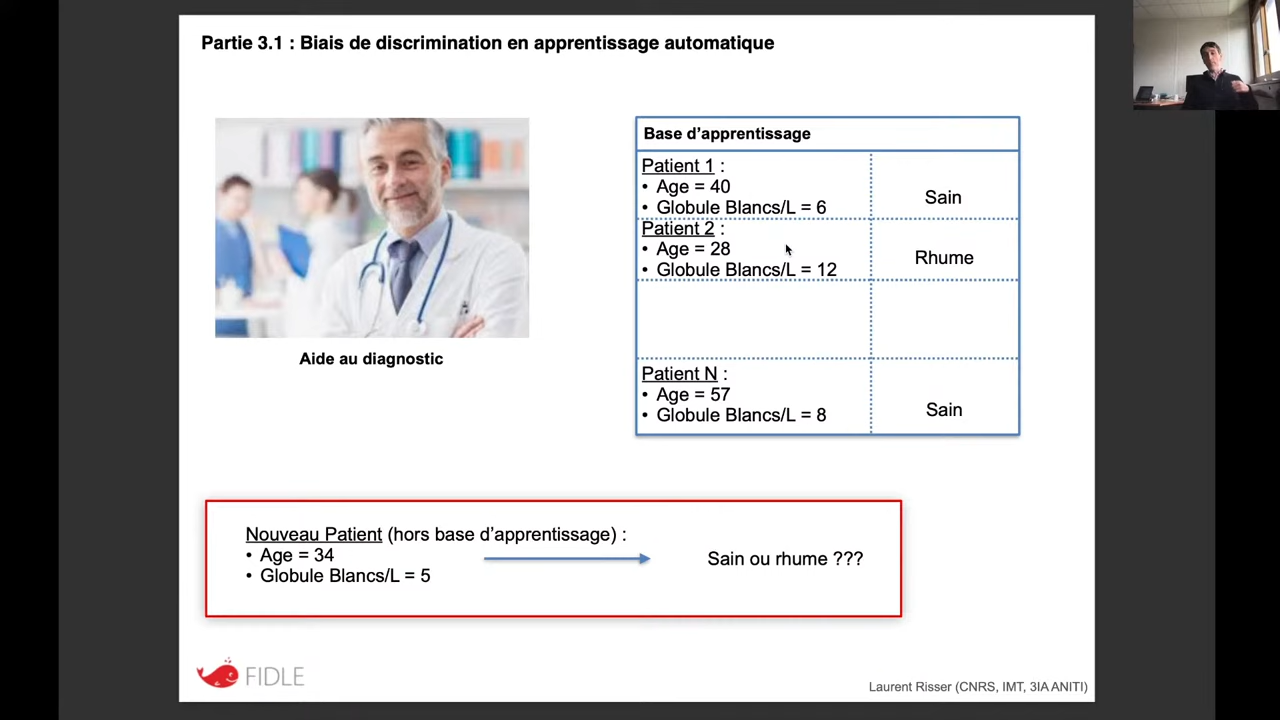 Partie 3.1 : Biais de discrimination en apprentissage automatique
Base d'apprentissage
Patient 1 :
• Age = 40
• Globule Blancs/L = 6
Sain
Patient 2 :
• Age = 28
• Globule Blancs/L = 12
Rhume
Patient N :
• Age = 57
• Globule Blancs/L = 8
Sain
Aide au diagnostic
Nouveau Patient (hors base d'apprentissage) :
• Age = 34
• Globule Blancs/L = 5
Sain ou rhume ???
FIDLE
Laurent Risser (CNRS, IMT, 3IA ANITI)